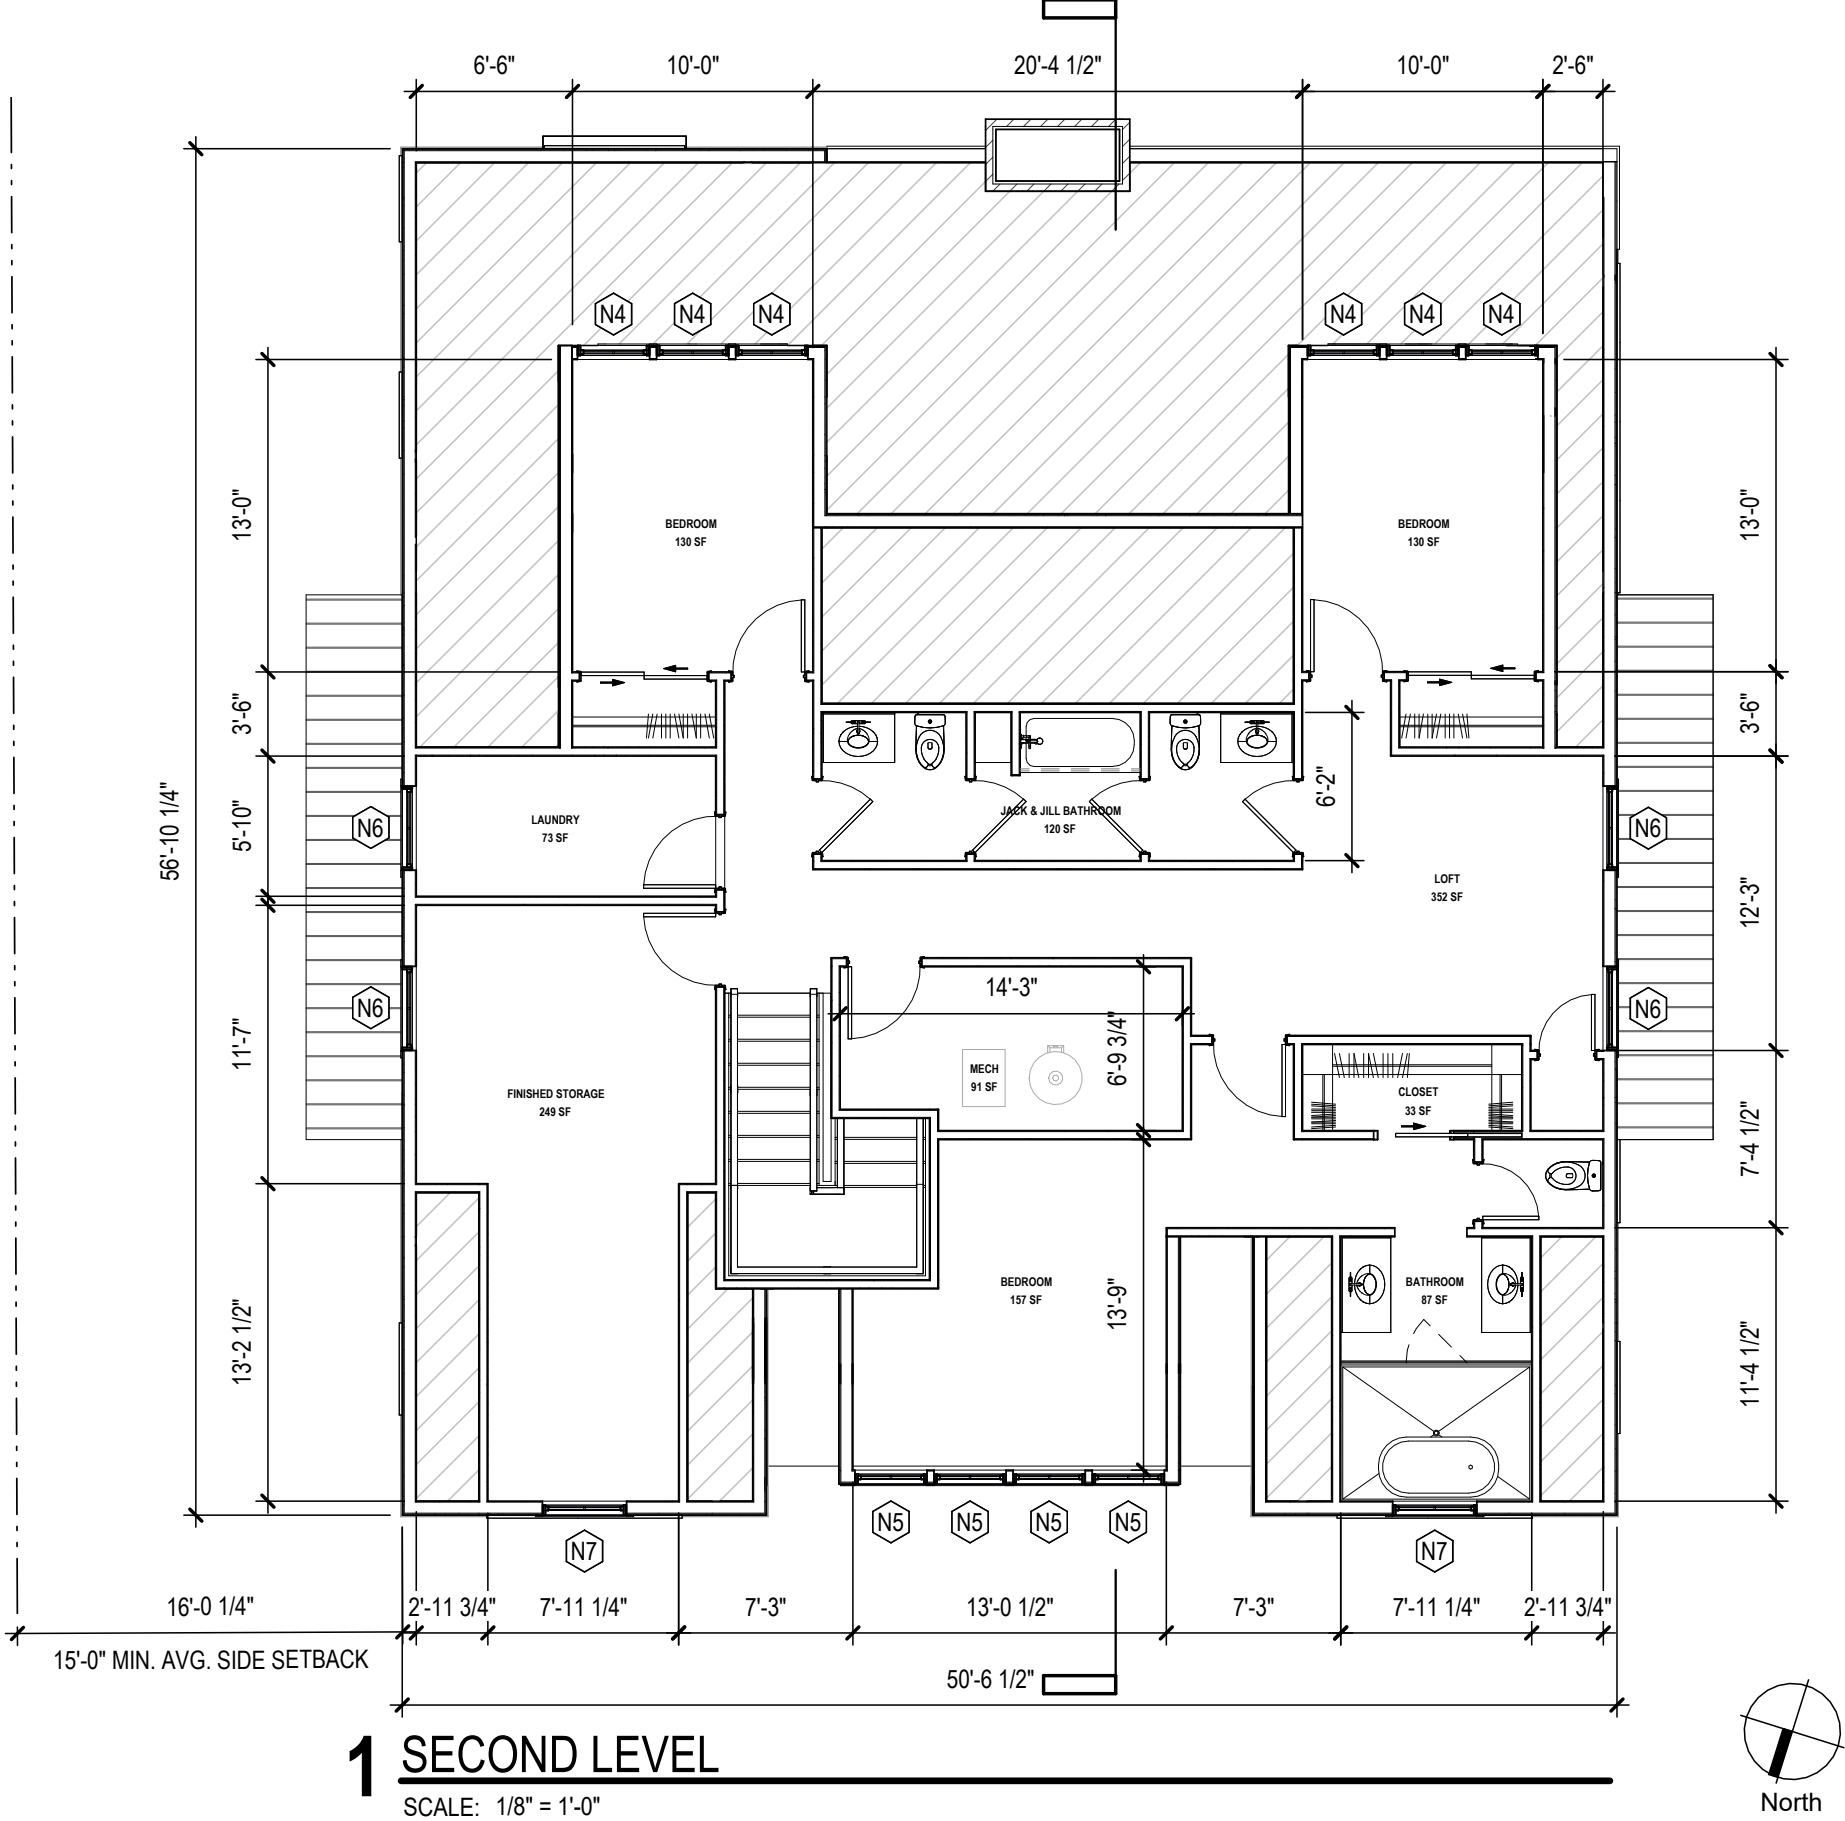 6'-6" 10'-0" 20'-4 1/2" 10'-0" 2'-6"
N4 N4 N4 N4 N4 N4
13'-0"
BEDROOM
130 SF
BEDROOM
130 SF
13'-0"
3'-6"
3'-6"
56'-10 1/4"
5'-10"
N6
LAUNDRY
73 SF
JACK & JILL BATHROOM
120 SF
6'-2"
N6
LOFT
352 SF
12'-3"
N6
14'-3"
N6
11'-7"
6'-9 3/4"
MECH
91 SF
FINISHED STORAGE
249 SF
CLOSET
33 SF
7'-4 1/2"
13'-2 1/2"
BEDROOM
157 SF
13'-9"
BATHROOM
87 SF
11'-4 1/2"
N5 N5 N5 N5
N7 N7
16'-0 1/4" 2'-11 3/4" 7'-11 1/4" 7'-3" 13'-0 1/2" 7'-3" 7'-11 1/4" 2'-11 3/4"
15'-0" MIN. AVG. SIDE SETBACK
50'-6 1/2"
1 SECOND LEVEL
SCALE: 1/8" = 1'-0"
North